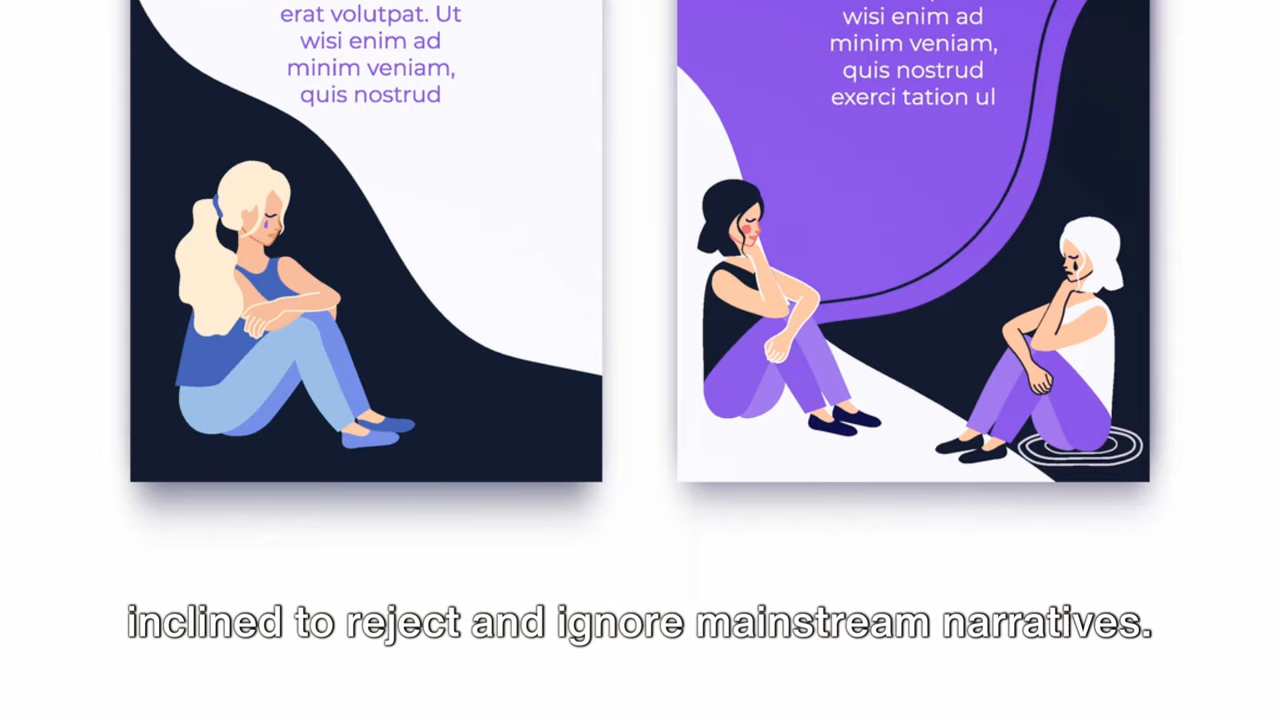 erat volutpat. Ut
wisi enim ad
minim veniam,
quis nostrud
wisi enim ad
minim veniam,
quis nostrud
exerci tation ul
inclined to reject and ignore mainstream narratives.